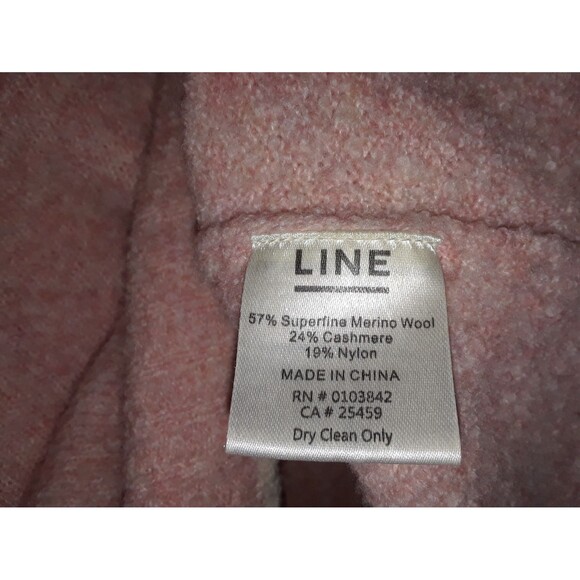 LINE
57% Superfine Merino Wool
24% Cashmere
19% Nylon
MADE IN CHINA
RN # 0103842
CA # 25459
Dry Clean Only